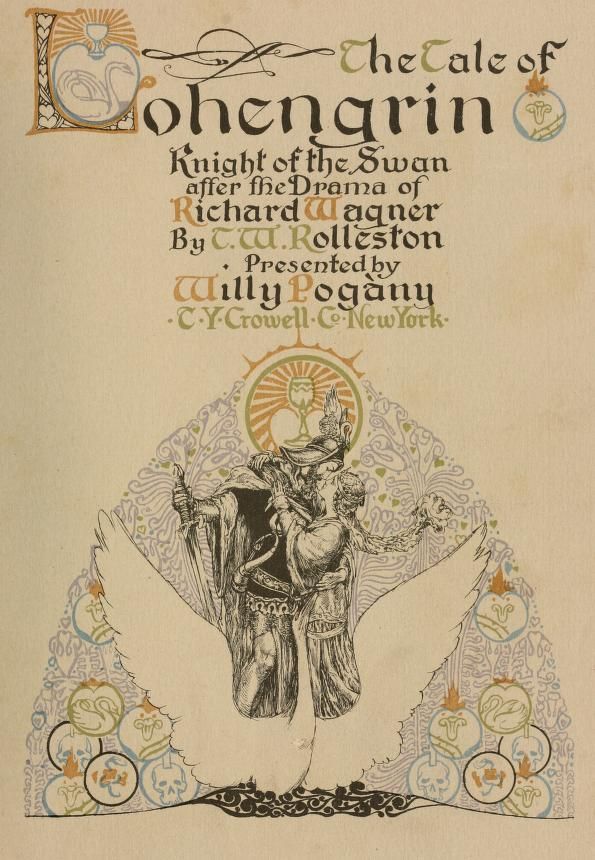 The Tale of
Lohengrin
Knight of the Swan
after the Drama of
Richard Wagner
By T.W. Rolleston
· Presented by
Willy Pogàny
·T·Y·Crowell·Co·New York·